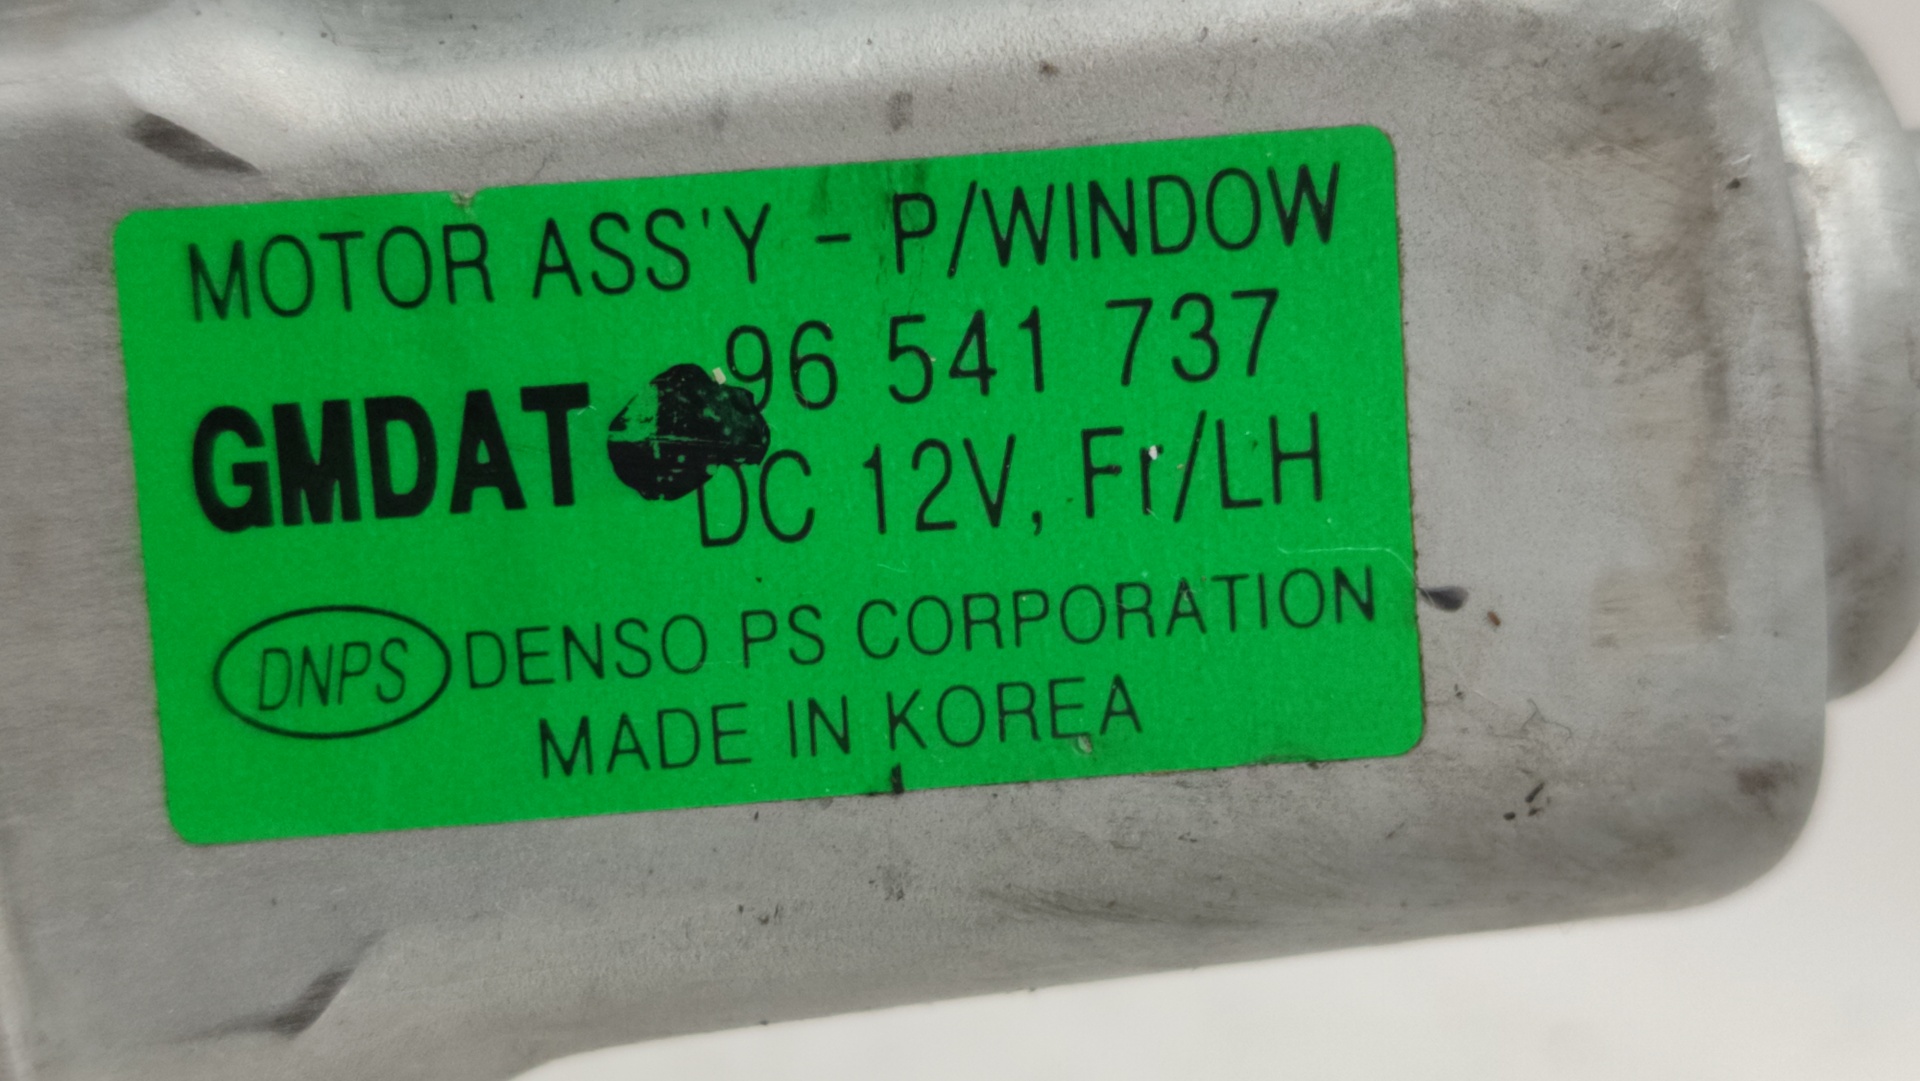 MOTOR ASS'Y - P/WINDOW
96 541 737
GMDAT
DC 12V, Fr/LH
DNPS DENSO PS CORPORATION
MADE IN KOREA